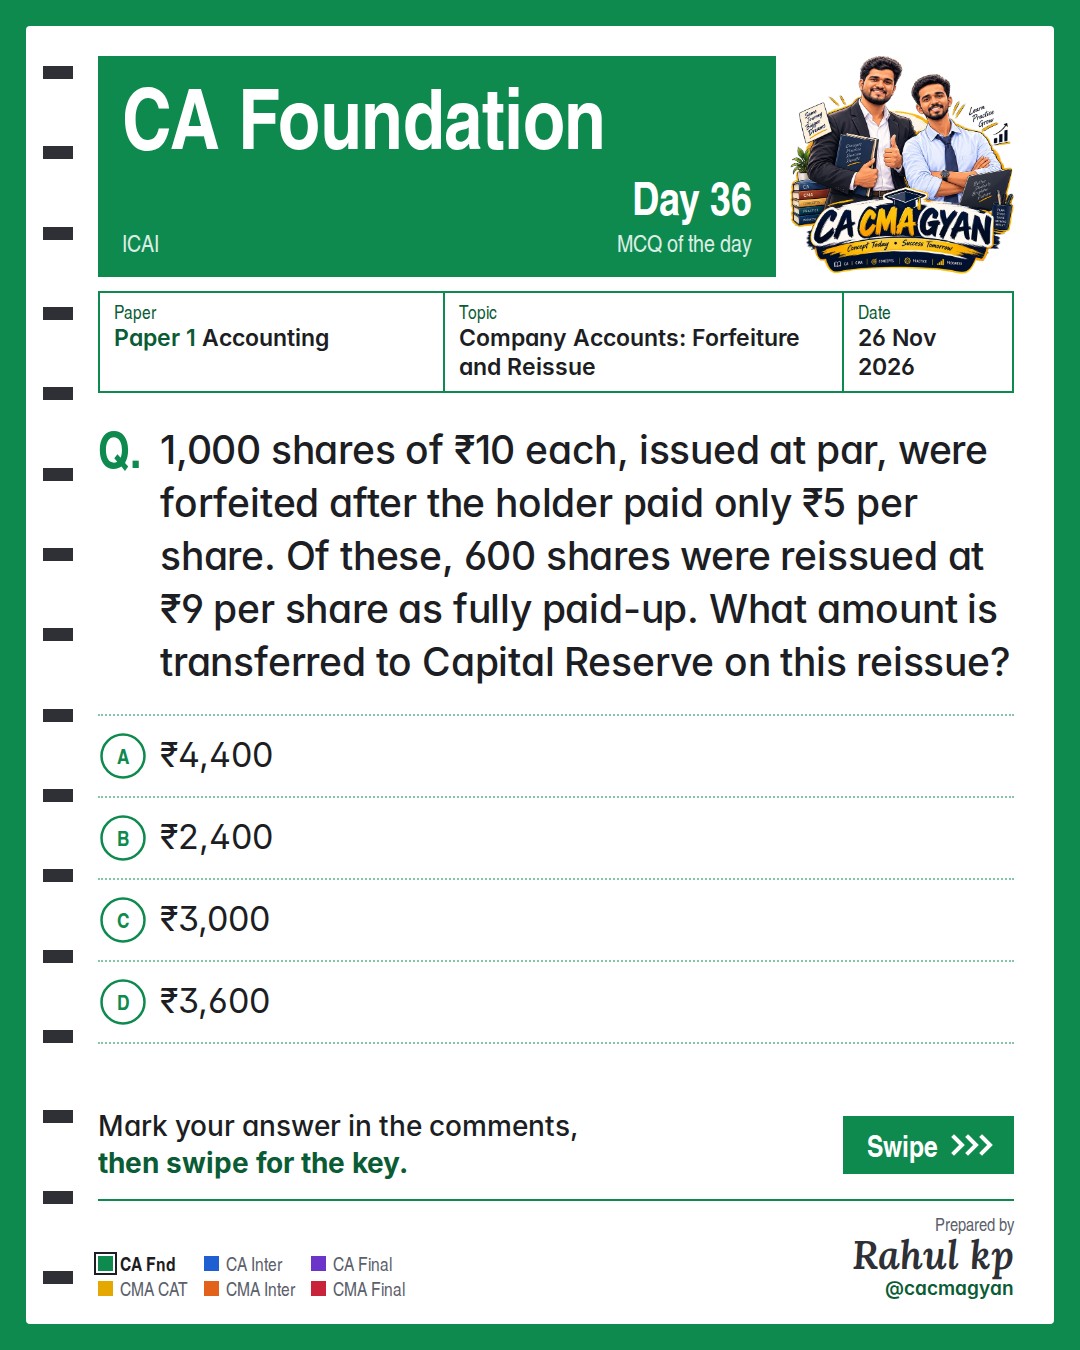 CA Foundation
Day 36
ICAI
MCQ of the day
CA CMA GYAN
Concept Today • Success Tomorrow
Learn
Practice
Grow
Paper
Paper 1 Accounting
Topic
Company Accounts: Forfeiture
and Reissue
Date
26 Nov
2026
Q. 1,000 shares of ₹10 each, issued at par, were
forfeited after the holder paid only ₹5 per
share. Of these, 600 shares were reissued at
₹9 per share as fully paid-up. What amount is
transferred to Capital Reserve on this reissue?
A ₹4,400
B ₹2,400
C ₹3,000
D ₹3,600
Mark your answer in the comments,
then swipe for the key.
Swipe
Prepared by
Rahul kp
@cacmagyan
CA Fnd CA Inter CA Final
CMA CAT CMA Inter CMA Final